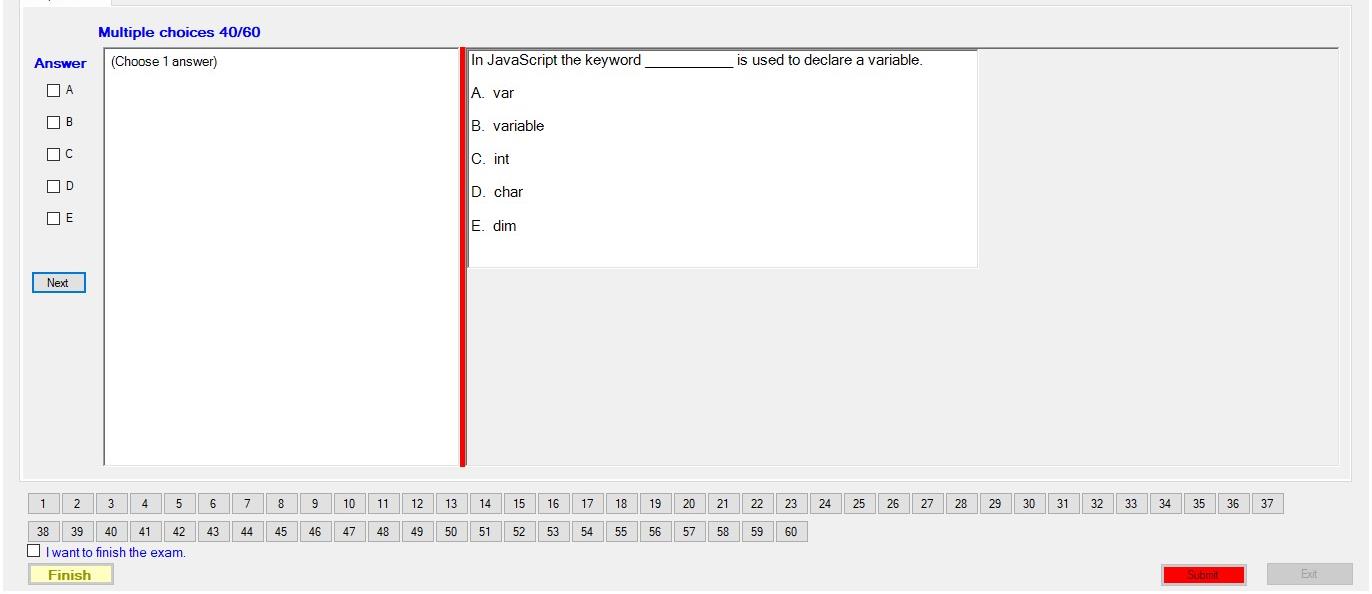 Multiple choices 40/60
Answer
(Choose 1 answer)
A
B
C
D
E
Next
In JavaScript the keyword ___________ is used to declare a variable.
A. var
B. variable
C. int
D. char
E. dim
1 2 3 4 5 6 7 8 9 10 11 12 13 14 15 16 17 18 19 20 21 22 23 24 25 26 27 28 29 30 31 32 33 34 35 36 37
38 39 40 41 42 43 44 45 46 47 48 49 50 51 52 53 54 55 56 57 58 59 60
I want to finish the exam.
Finish
Submit
Exit